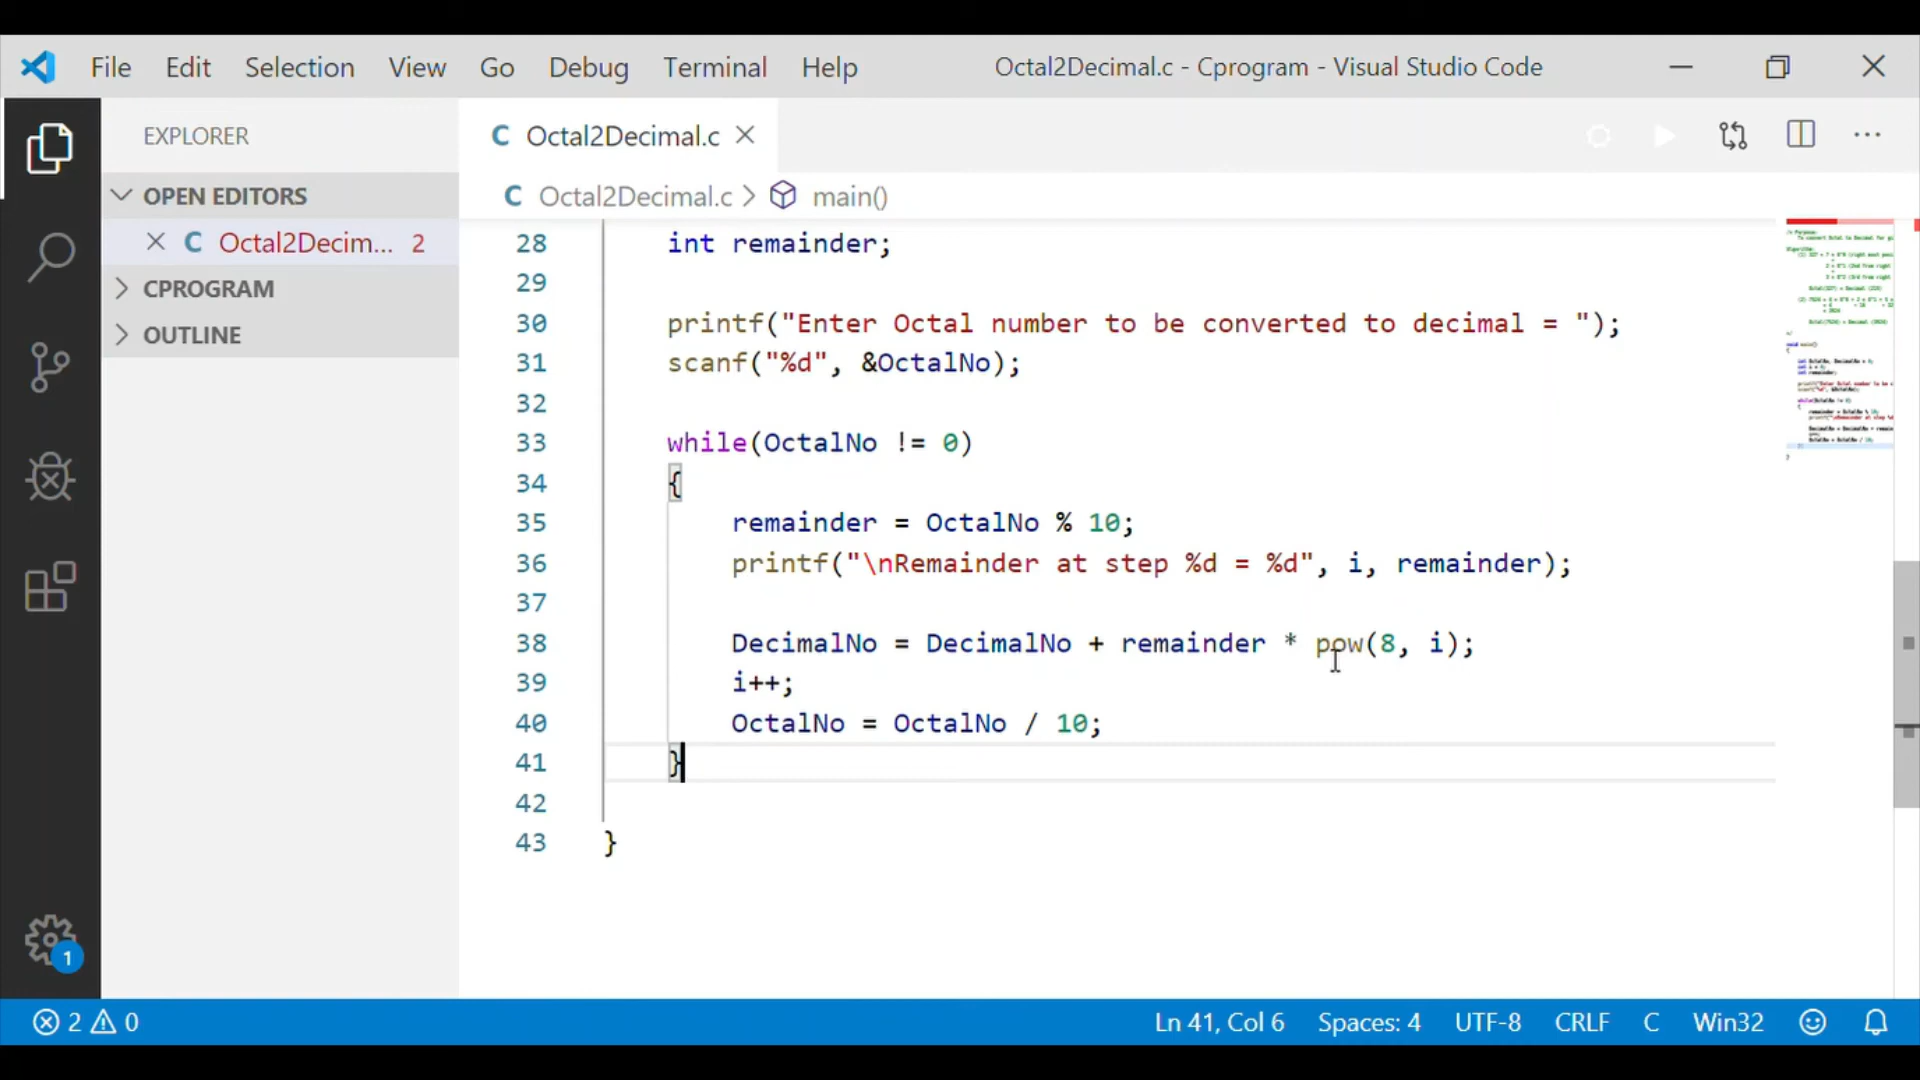 File Edit Selection View Go Debug Terminal Help Octal2Decimal.c - Cprogram - Visual Studio Code
EXPLORER
OPEN EDITORS
C Octal2Decim... 2
CPROGRAM
OUTLINE
C Octal2Decimal.c
C Octal2Decimal.c > main()
28 int remainder;
29
30 printf("Enter Octal number to be converted to decimal = ");
31 scanf("%d", &OctalNo);
32
33 while(OctalNo != 0)
34 {
35 remainder = OctalNo % 10;
36 printf("\nRemainder at step %d = %d", i, remainder);
37
38 DecimalNo = DecimalNo + remainder * pow(8, i);
39 i++;
40 OctalNo = OctalNo / 10;
41 }
42
43 }
1
2 0 Ln 41, Col 6 Spaces: 4 UTF-8 CRLF C Win32